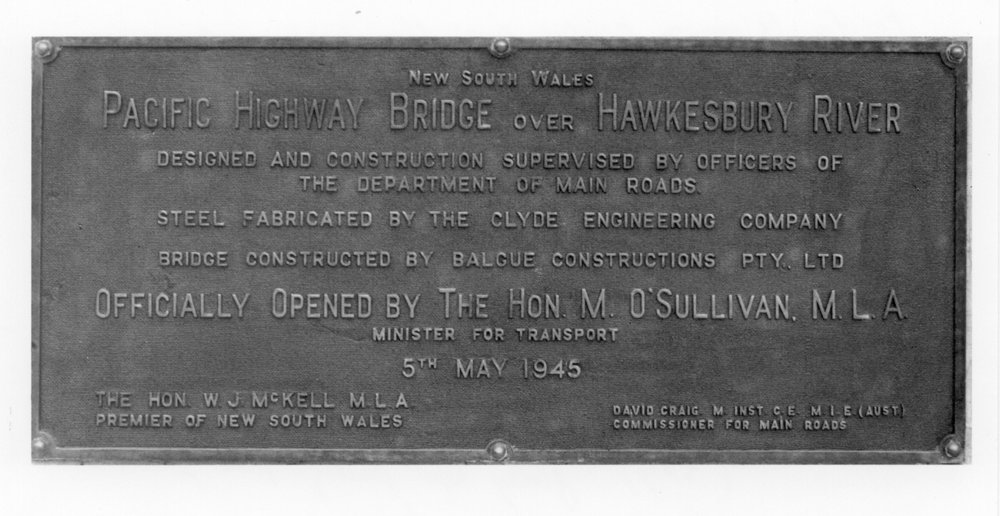 NEW SOUTH WALES
PACIFIC HIGHWAY BRIDGE OVER HAWKESBURY RIVER
DESIGNED AND CONSTRUCTION SUPERVISED BY OFFICERS OF
THE DEPARTMENT OF MAIN ROADS.
STEEL FABRICATED BY THE CLYDE ENGINEERING COMPANY
BRIDGE CONSTRUCTED BY BALGUE CONSTRUCTIONS PTY., LTD
OFFICIALLY OPENED BY THE HON. M. O'SULLIVAN, M.L.A.
MINISTER FOR TRANSPORT
5TH MAY 1945
THE HON. W.J. McKELL M.L.A
PREMIER OF NEW SOUTH WALES
DAVID CRAIG. M.INST.C.E. M.I.E (AUST)
COMMISSIONER FOR MAIN ROADS